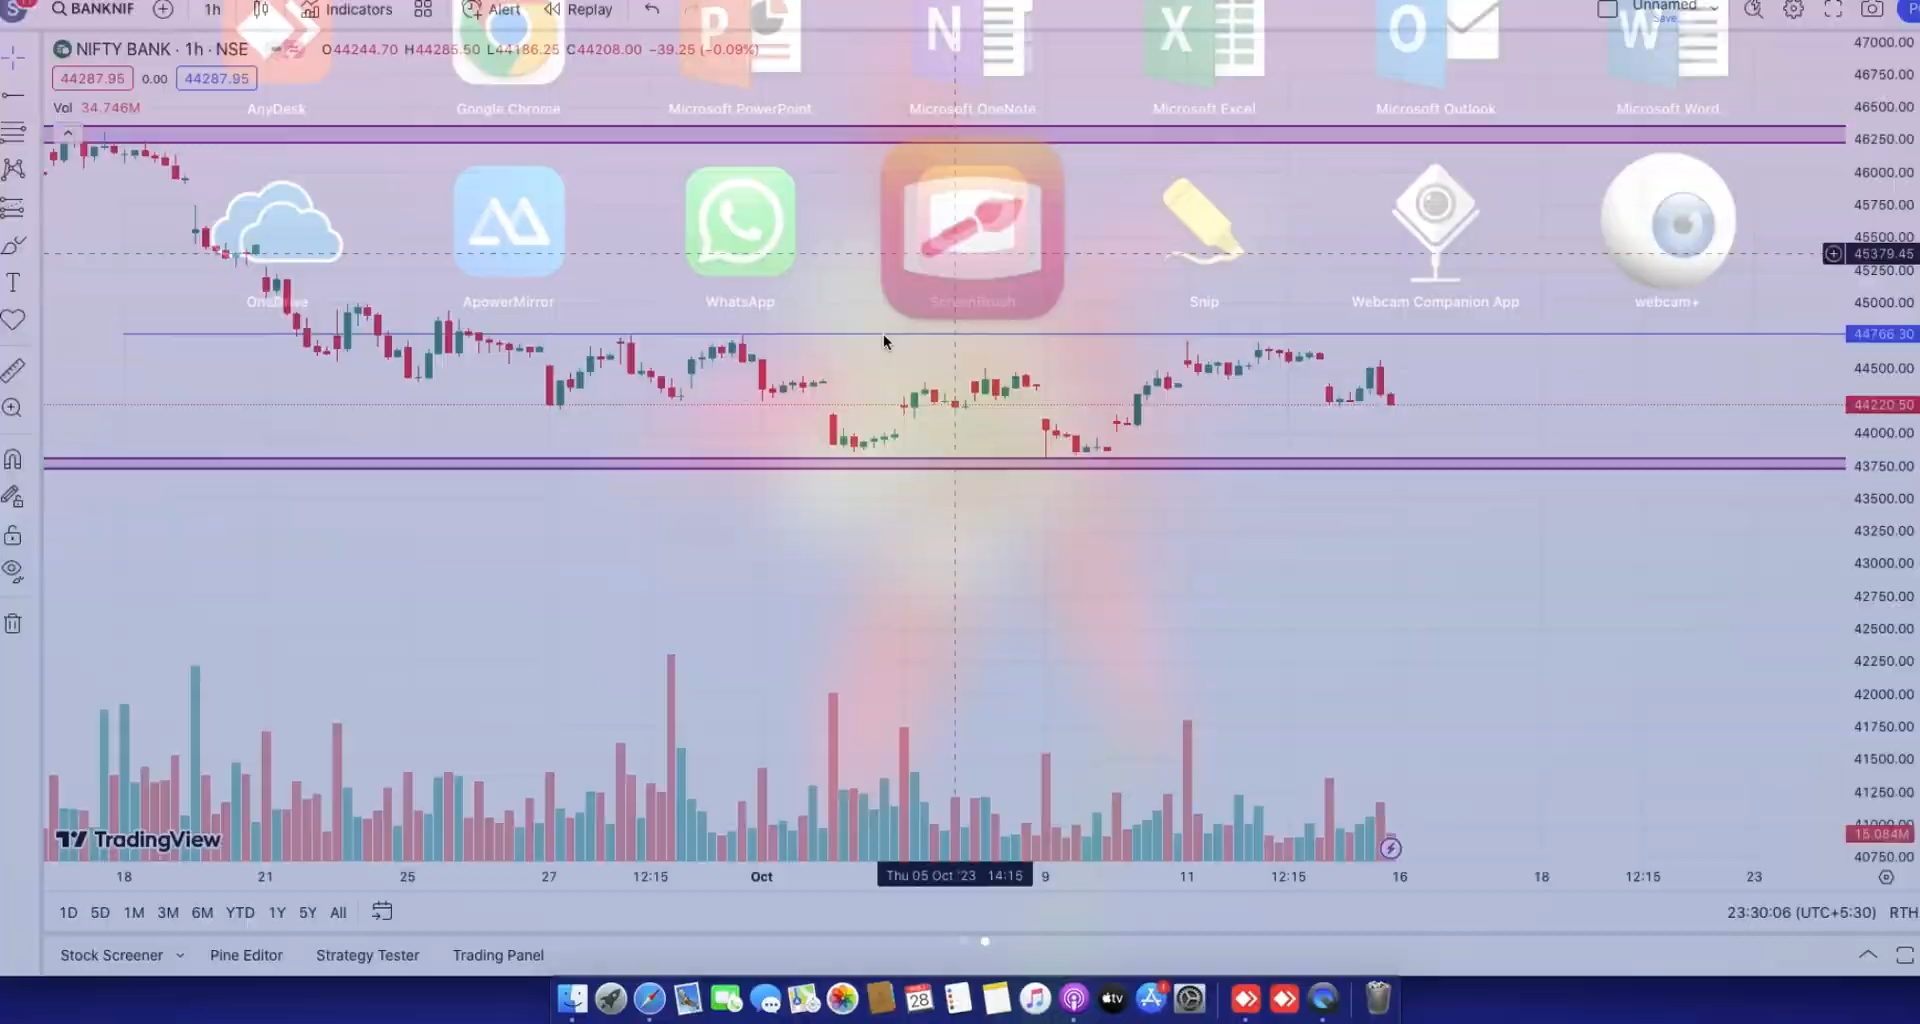 BANKNIF
1h
Indicators
Alert
Replay
Unnamed
Save
NIFTY BANK · 1h · NSE
O44244.70 H44285.50 L44186.25 C44208.00 −39.25 (−0.09%)
44287.95 0.00 44287.95
Vol 34.746M
AnyDesk
Google Chrome
Microsoft PowerPoint
Microsoft OneNote
Microsoft Excel
Microsoft Outlook
Microsoft Word
OneDrive
ApowerMirror
WhatsApp
ScreenBrush
Snip
Webcam Companion App
webcam+
47000.00
46750.00
46500.00
46250.00
46000.00
45750.00
45500.00
45379.45
45250.00
45000.00
44766.30
44500.00
44220.50
44000.00
43750.00
43500.00
43250.00
43000.00
42750.00
42500.00
42250.00
42000.00
41750.00
41500.00
41250.00
15.084M
40750.00
TradingView
18
21
25
27
12:15
Oct
Thu 05 Oct '23 14:15
9
11
12:15
16
18
12:15
23
1D 5D 1M 3M 6M YTD 1Y 5Y All
23:30:06 (UTC+5:30) RTH
Stock Screener
Pine Editor
Strategy Tester
Trading Panel
28
tv